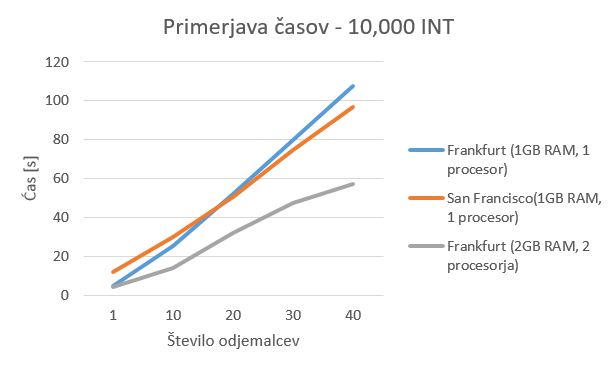 Primerjava časov - 10,000 INT
120
100
80
60
40
20
0
Čas [s]
1 10 20 30 40
Število odjemalcev
Frankfurt (1GB RAM, 1
procesor)
San Francisco(1GB RAM,
1 procesor)
Frankfurt (2GB RAM, 2
procesorja)